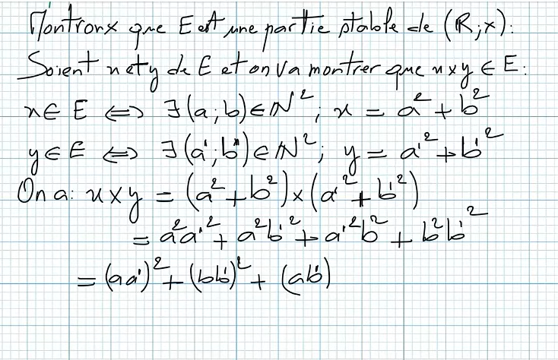 Montronx que E est une partie stable de (ℝ;×):
Soient x et y de E et on va montrer que x×y ∈ E:
x ∈ E ⟺ ∃(a;b) ∈ ℕ²; x = a² + b²
y ∈ E ⟺ ∃(a';b') ∈ ℕ²; y = a'² + b'²
On a: x×y = (a² + b²)×(a'² + b'²)
= a²a'² + a²b'² + a'²b² + b²b'²
= (aa')² + (bb')² + (ab')